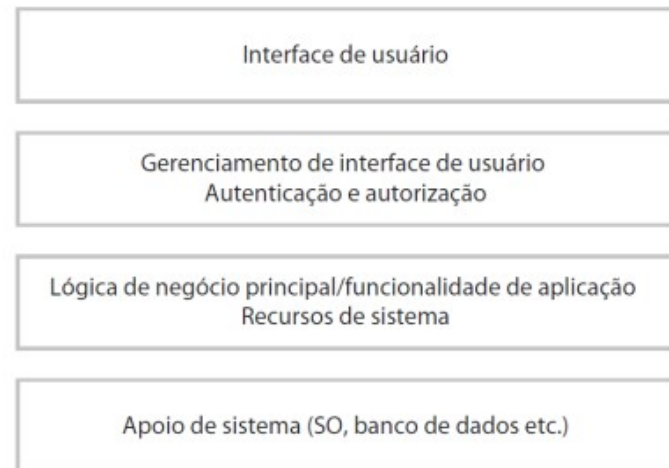 Interface de usuário
Gerenciamento de interface de usuário
Autenticação e autorização
Lógica de negócio principal/funcionalidade de aplicação
Recursos de sistema
Apoio de sistema (SO, banco de dados etc.)